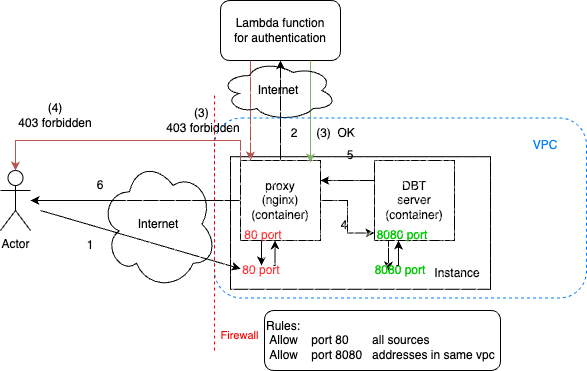 Lambda function
for authentication
Internet
(4)
403 forbidden
(3)
403 forbidden
2
(3) OK
VPC
5
6
proxy
(nginx)
(container)
80 port
DBT
server
(container)
8080 port
4
Internet
Actor
1
80 port
8080 port
Instance
Firewall
Rules:
Allow port 80 all sources
Allow port 8080 addresses in same vpc